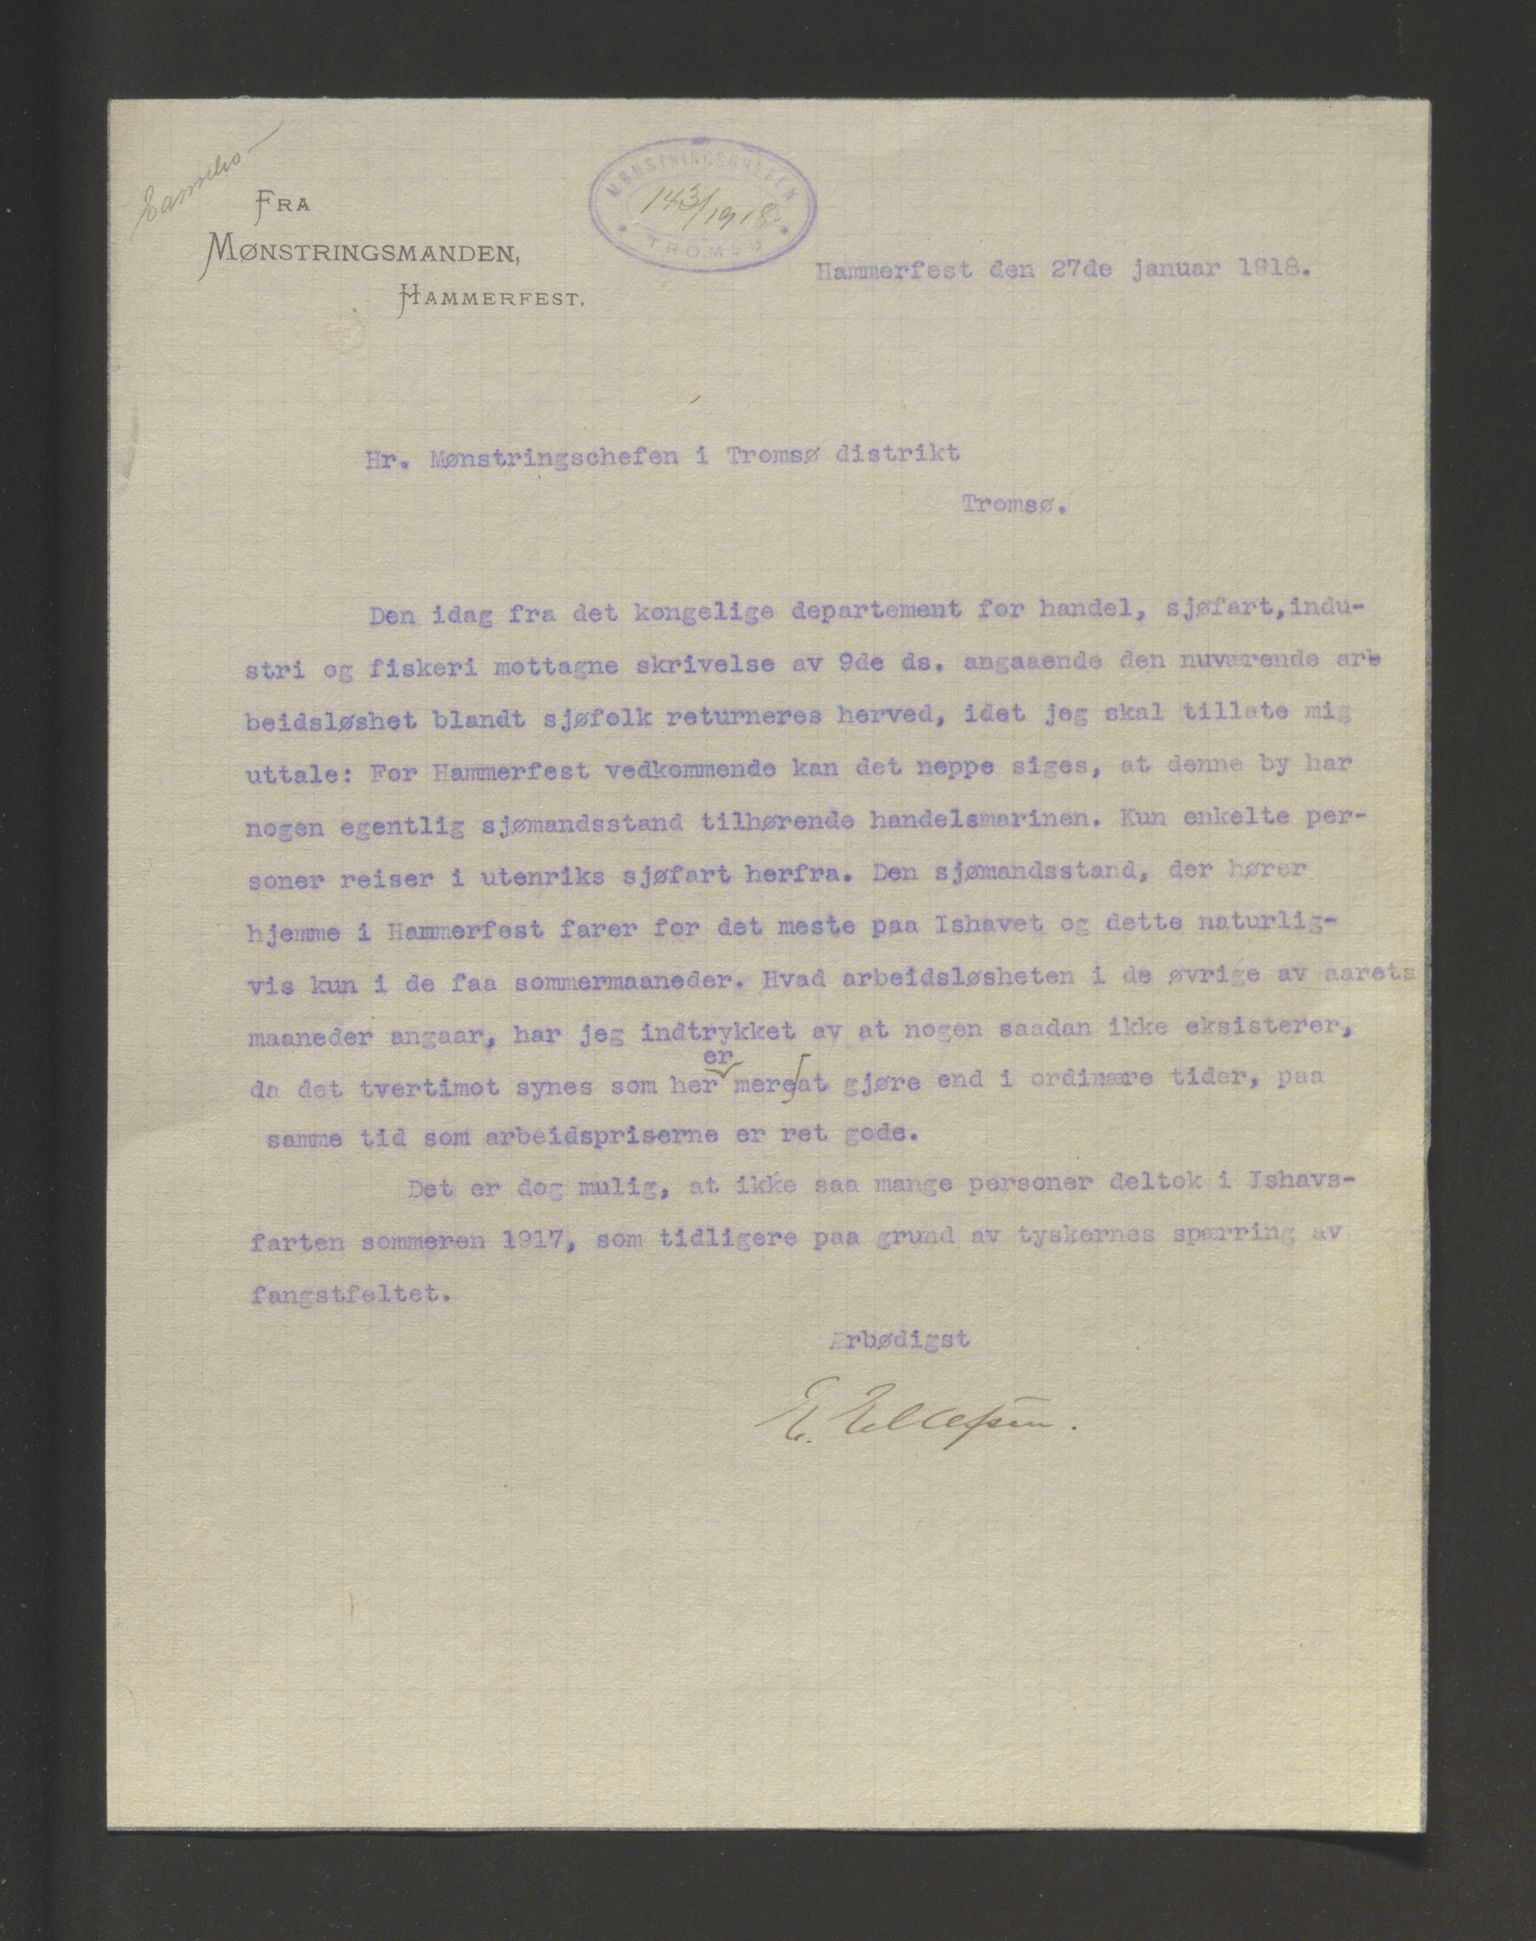 FRA
MØNSTRINGSMANDEN,
HAMMERFEST.
MØNSTRINGSCHEFEN
143/1918
TROMSØ
Hammerfest den 27de januar 1918.
Hr. Mønstringschefen i Tromsø distrikt
Tromsø.
Den idag fra det kongelige departement for handel, sjøfart,indu-
stri og fiskeri mottagne skrivelse av 9de ds. angaaende den nuværende ar-
beidsløshet blandt sjøfolk returneres herved, idet jeg skal tillate mig
uttale: For Hammerfest vedkommende kan det neppe siges, at denne by har
nogen egentlig sjømandsstand tilhørende handelsmarinen. Kun enkelte per-
soner reiser i utenriks sjøfart herfra. Den sjømandsstand, der hører
hjemme i Hammerfest farer for det meste paa Ishavet og dette naturlig-
vis kun i de faa sommermaaneder. Hvad arbeidsløsheten i de øvrige av aarets
maaneder angaar, har jeg indtrykket av at nogen saadan ikke eksisterer,
da det tvertimot synes som her er mere at gjøre end i ordinære tider, paa
samme tid som arbeidspriserne er ret gode.
Det er dog mulig, at ikke saa mange personer deltok i Ishavs-
farten sommeren 1917, som tidligere paa grund av tyskernes spærring av
fangstfeltet.
Ærbødigst
E. Ellefsen.